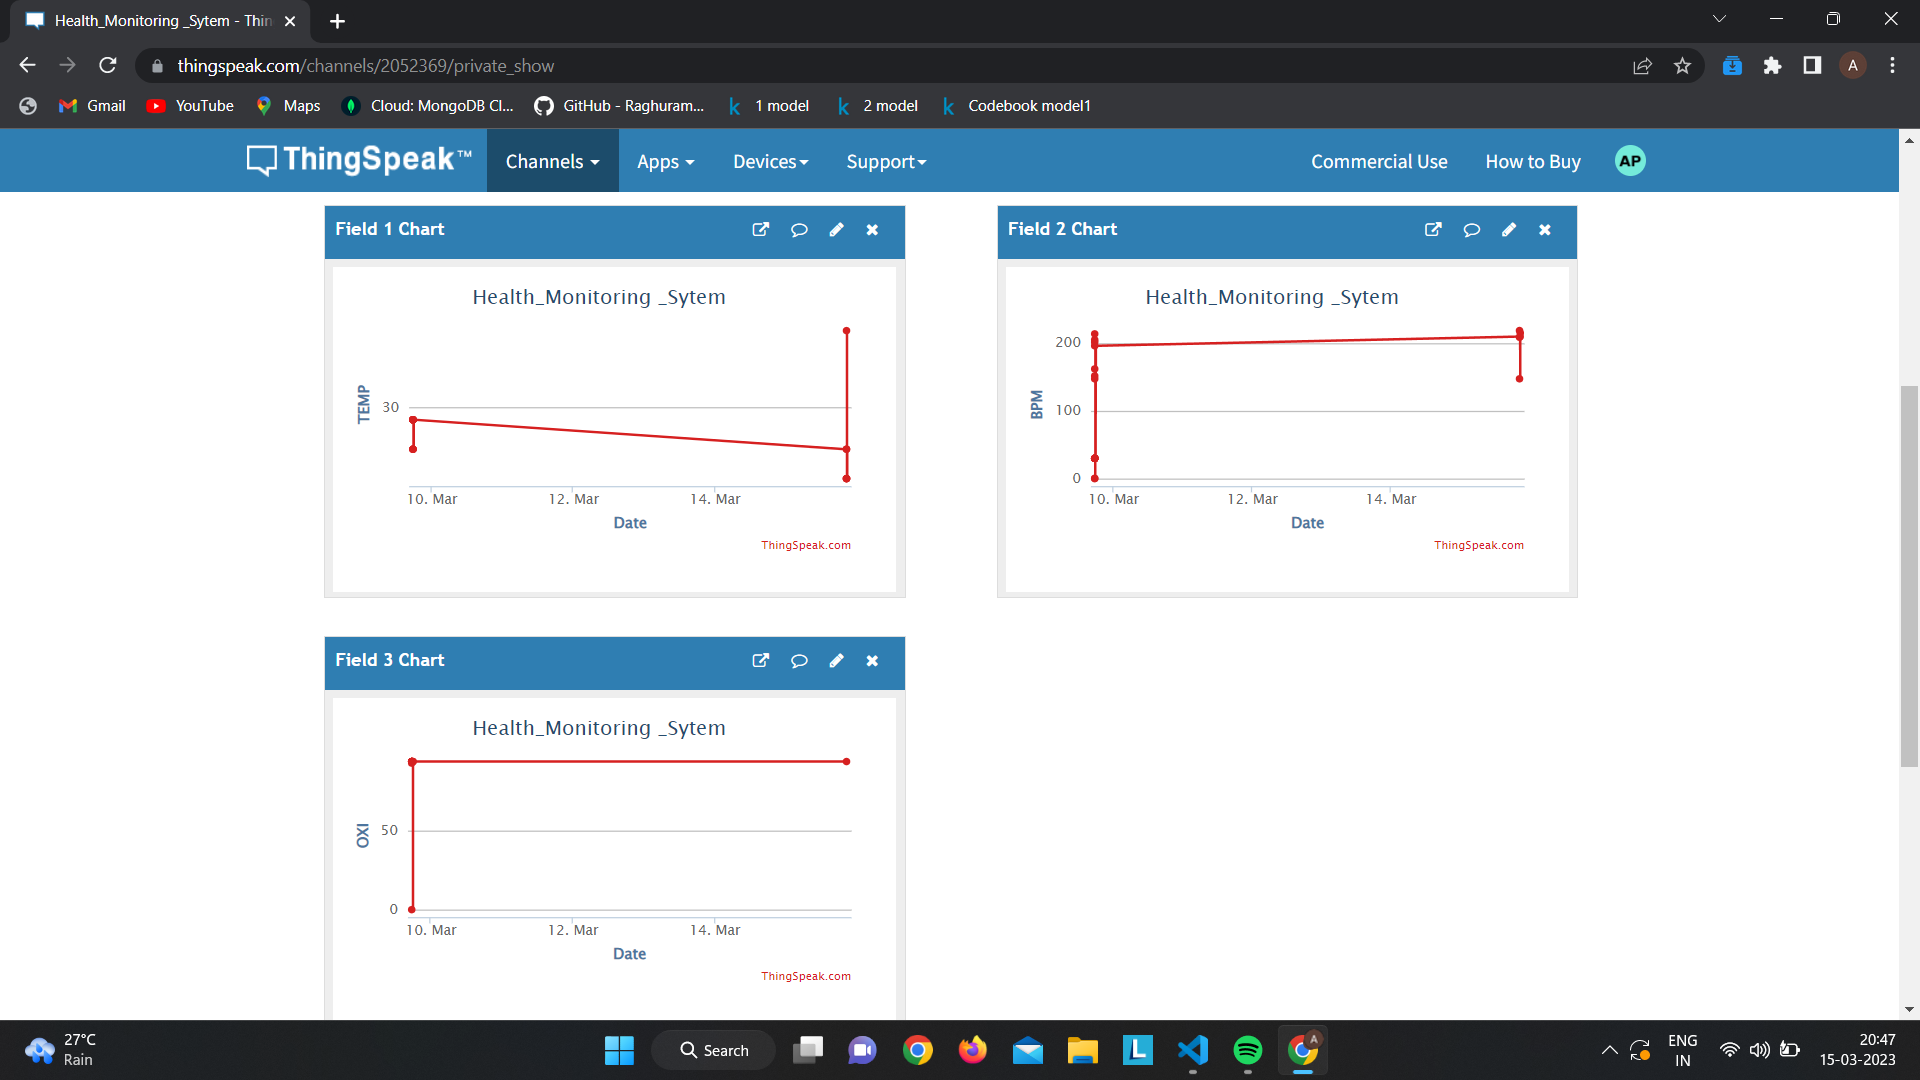 Health_Monitoring _Sytem - Thin
thingspeak.com/channels/2052369/private_show
A
Gmail
YouTube
Maps
Cloud: MongoDB Cl...
GitHub - Raghuram...
k 1 model
k 2 model
k Codebook model1
ThingSpeak™
Channels
Apps
Devices
Support
Commercial Use
How to Buy
AP
Field 1 Chart
Health_Monitoring _Sytem
TEMP
30
10. Mar
12. Mar
14. Mar
Date
ThingSpeak.com
Field 2 Chart
Health_Monitoring _Sytem
BPM
200
100
0
10. Mar
12. Mar
14. Mar
Date
ThingSpeak.com
Field 3 Chart
Health_Monitoring _Sytem
OXI
50
0
10. Mar
12. Mar
14. Mar
Date
ThingSpeak.com
27°C
Rain
Search
L
A
ENG
IN
20:47
15-03-2023